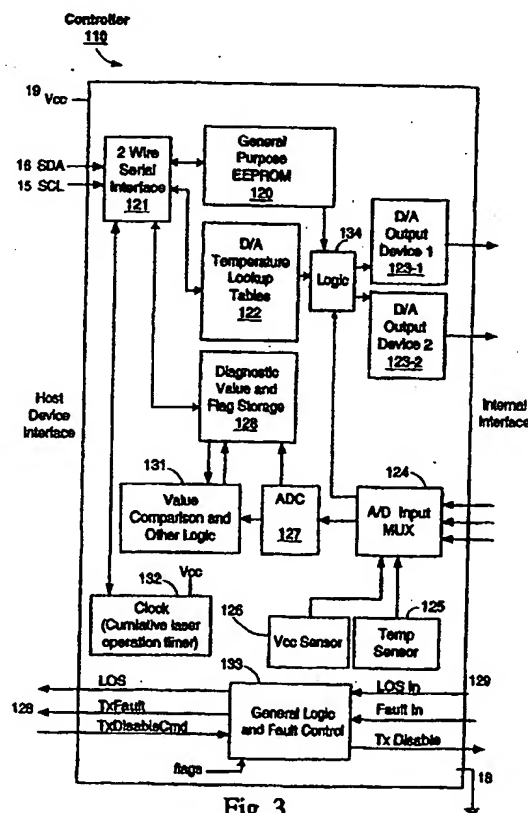 Controller
110
19 Vcc
16 SDA
15 SCL
2 Wire
Serial
Interface
121
General
Purpose
EEPROM
120
D/A
Temperature
Lookup
Tables
122
134
Logic
D/A
Output
Device 1
123-1
D/A
Output
Device 2
123-2
Host
Device
Interface
Internal
Interface
Diagnostic
Value and
Flag Storage
128
131
Value
Comparison and
Other Logic
ADC
127
124
A/D Input
MUX
132
Vcc
Clock
(Cumlative laser
operation timer)
126
Vcc Sensor
125
Temp
Sensor
133
General Logic
and Fault Control
LOS
128
TxFault
TxDisableCmd
flags
LOS In
129
Fault In
Tx Disable
18
Fig. 3